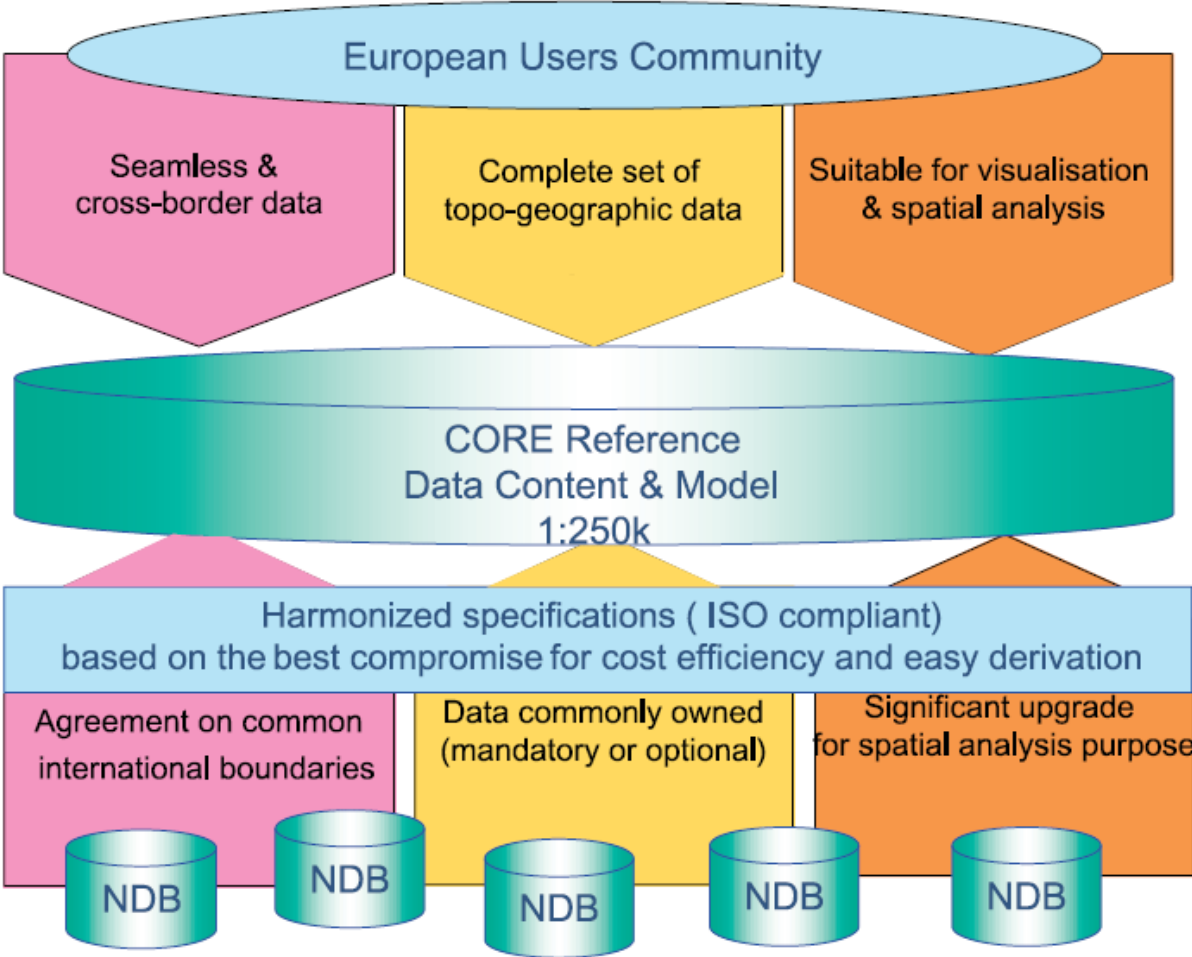 European Users Community
Seamless &
cross-border data
Complete set of
topo-geographic data
Suitable for visualisation
& spatial analysis
CORE Reference
Data Content & Model
1:250k
Harmonized specifications ( ISO compliant)
based on the best compromise for cost efficiency and easy derivation
Agreement on common
international boundaries
Data commonly owned
(mandatory or optional)
Significant upgrade
for spatial analysis purpose
NDB
NDB
NDB
NDB
NDB